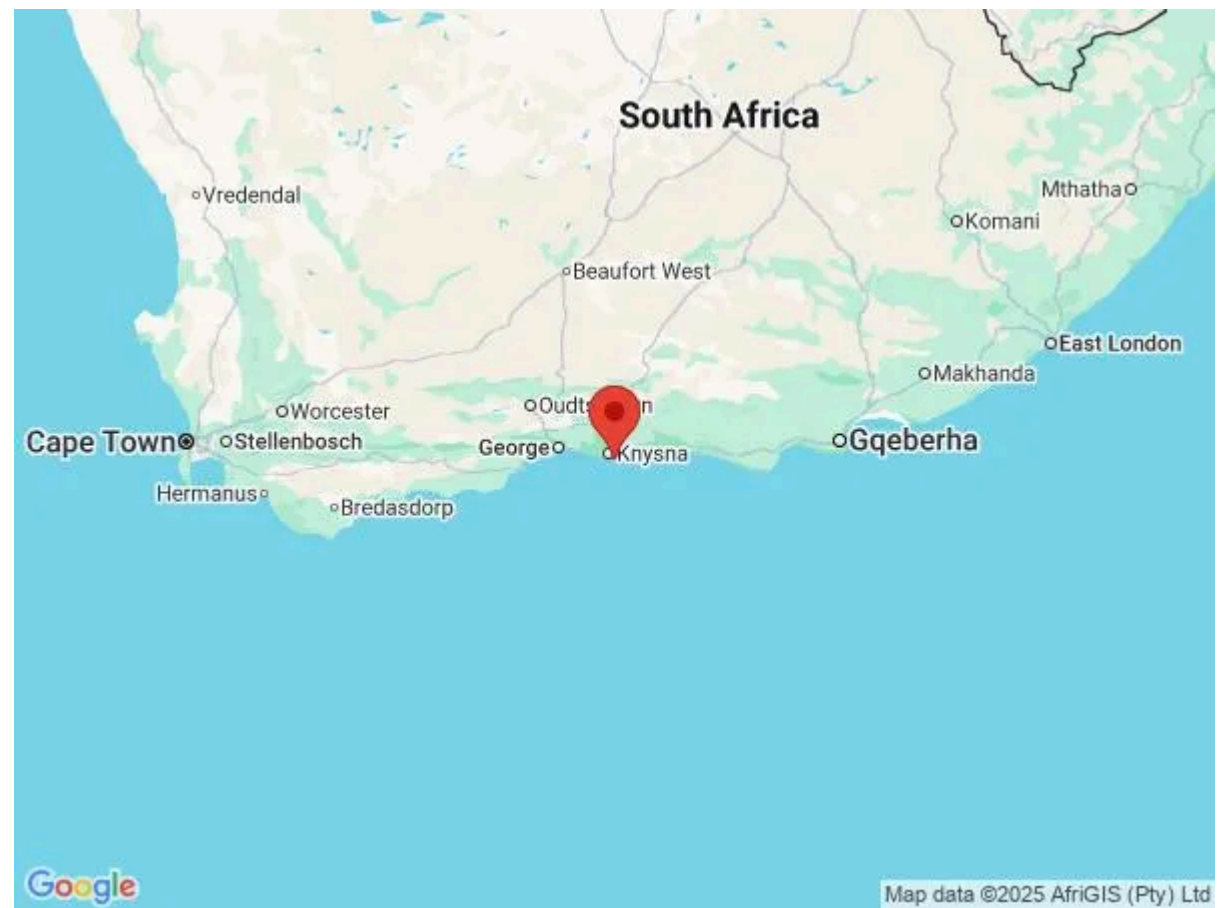 South Africa
Vredendal
Mthatha
Komani
Beaufort West
East London
Makhanda
Worcester
Cape Town
Stellenbosch
George
Knysna
Gqeberha
Hermanus
Bredasdorp
Google
Map data ©2025 AfriGIS (Pty) Ltd